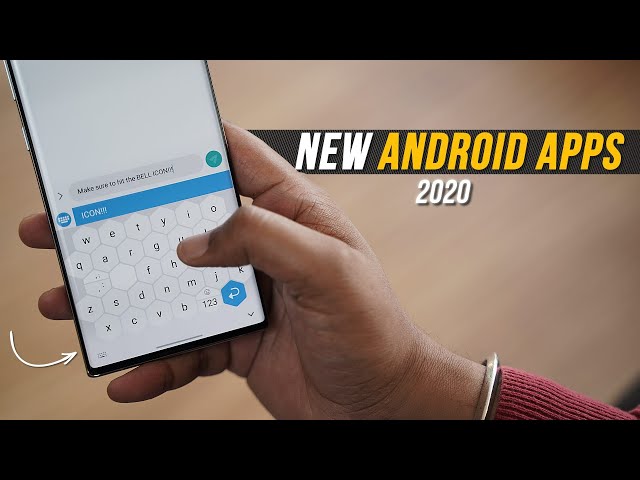 NEW ANDROID APPS
2020
Make sure to hit the BELL ICON!!!
ICON!!!
w e t y i o
q a r g u l
f h k
z s d n m j
x c v b 123